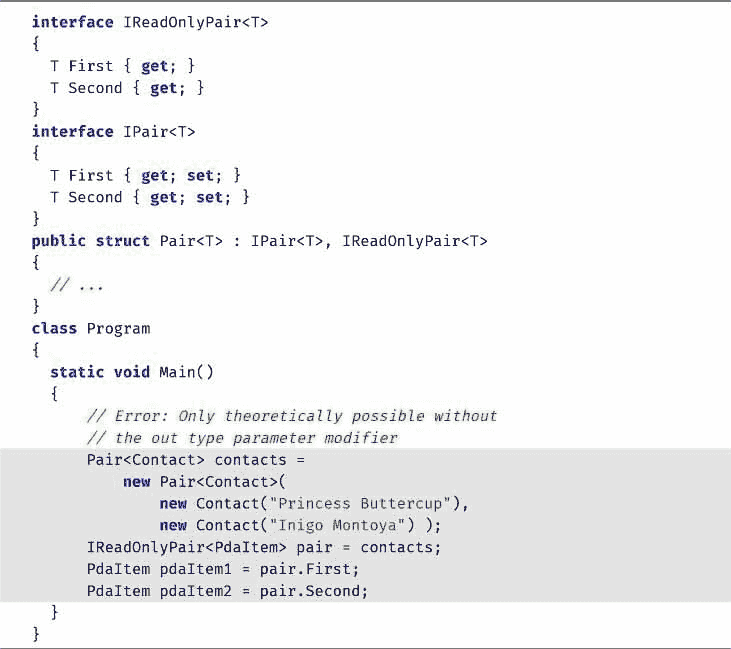 interface IReadOnlyPair<T>
{
  T First { get; }
  T Second { get; }
}
interface IPair<T>
{
  T First { get; set; }
  T Second { get; set; }
}
public struct Pair<T> : IPair<T>, IReadOnlyPair<T>
{
  // ...
}
class Program
{
  static void Main()
  {
      // Error: Only theoretically possible without
      // the out type parameter modifier
      Pair<Contact> contacts =
          new Pair<Contact>(
              new Contact("Princess Buttercup"),
              new Contact("Inigo Montoya") );
      IReadOnlyPair<PdaItem> pair = contacts;
      PdaItem pdaItem1 = pair.First;
      PdaItem pdaItem2 = pair.Second;
  }
}